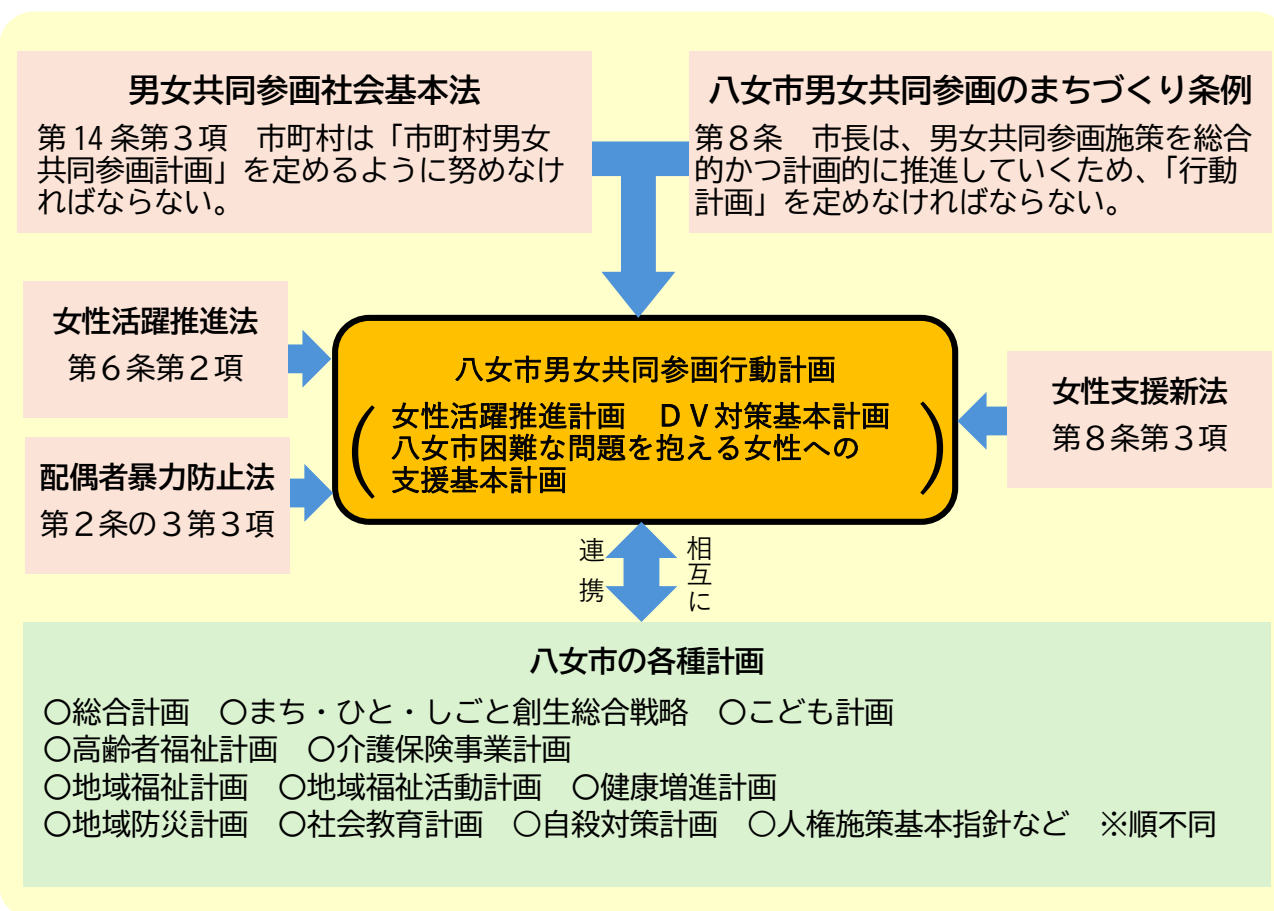 男女共同参画社会基本法
第14条第３項　市町村は「市町村男女
共同参画計画」を定めるように努めなけ
ればならない。
八女市男女共同参画のまちづくり条例
第８条　市長は、男女共同参画施策を総合
的かつ計画的に推進していくため、「行動
計画」を定めなければならない。
女性活躍推進法
第６条第２項
配偶者暴力防止法
第２条の３第３項
八女市男女共同参画行動計画
女性活躍推進計画　ＤＶ対策基本計画
八女市困難な問題を抱える女性への
支援基本計画
女性支援新法
第８条第３項
相互に
連携
八女市の各種計画
〇総合計画　〇まち・ひと・しごと創生総合戦略　〇こども計画
〇高齢者福祉計画　〇介護保険事業計画
〇地域福祉計画　〇地域福祉活動計画　〇健康増進計画
〇地域防災計画　〇社会教育計画　〇自殺対策計画　〇人権施策基本指針など　※順不同